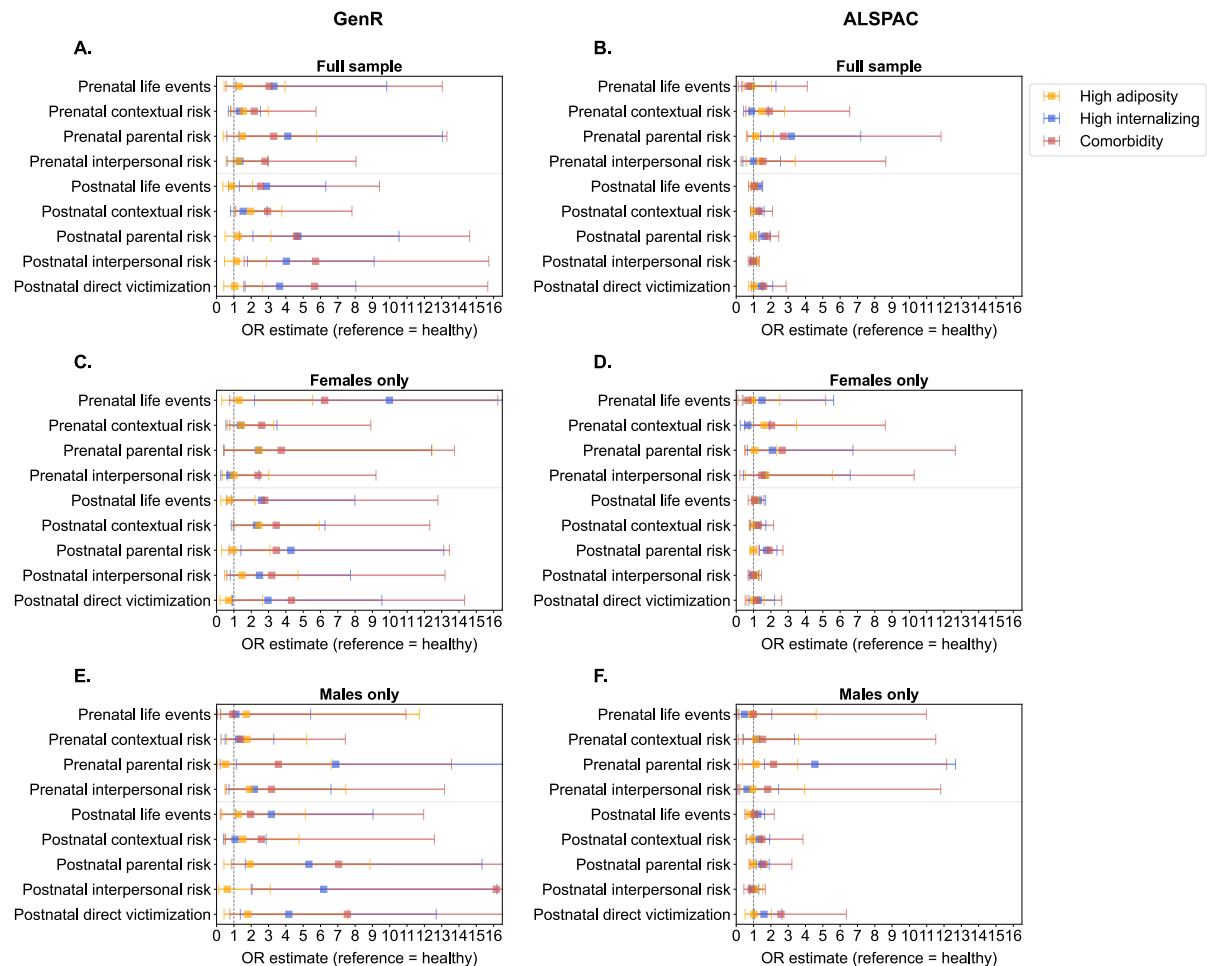 GenR
ALSPAC
A.
Full sample
Prenatal life events
Prenatal contextual risk
Prenatal parental risk
Prenatal interpersonal risk
Postnatal life events
Postnatal contextual risk
Postnatal parental risk
Postnatal interpersonal risk
Postnatal direct victimization
0 1 2 3 4 5 6 7 8 9 10 11 12 13 14 15 16
OR estimate (reference = healthy)
B.
Full sample
Prenatal life events
Prenatal contextual risk
Prenatal parental risk
Prenatal interpersonal risk
Postnatal life events
Postnatal contextual risk
Postnatal parental risk
Postnatal interpersonal risk
Postnatal direct victimization
0 1 2 3 4 5 6 7 8 9 10 11 12 13 14 15 16
OR estimate (reference = healthy)
High adiposity
High internalizing
Comorbidity
C.
Females only
Prenatal life events
Prenatal contextual risk
Prenatal parental risk
Prenatal interpersonal risk
Postnatal life events
Postnatal contextual risk
Postnatal parental risk
Postnatal interpersonal risk
Postnatal direct victimization
0 1 2 3 4 5 6 7 8 9 10 11 12 13 14 15 16
OR estimate (reference = healthy)
D.
Females only
Prenatal life events
Prenatal contextual risk
Prenatal parental risk
Prenatal interpersonal risk
Postnatal life events
Postnatal contextual risk
Postnatal parental risk
Postnatal interpersonal risk
Postnatal direct victimization
0 1 2 3 4 5 6 7 8 9 10 11 12 13 14 15 16
OR estimate (reference = healthy)
E.
Males only
Prenatal life events
Prenatal contextual risk
Prenatal parental risk
Prenatal interpersonal risk
Postnatal life events
Postnatal contextual risk
Postnatal parental risk
Postnatal interpersonal risk
Postnatal direct victimization
0 1 2 3 4 5 6 7 8 9 10 11 12 13 14 15 16
OR estimate (reference = healthy)
F.
Males only
Prenatal life events
Prenatal contextual risk
Prenatal parental risk
Prenatal interpersonal risk
Postnatal life events
Postnatal contextual risk
Postnatal parental risk
Postnatal interpersonal risk
Postnatal direct victimization
0 1 2 3 4 5 6 7 8 9 10 11 12 13 14 15 16
OR estimate (reference = healthy)